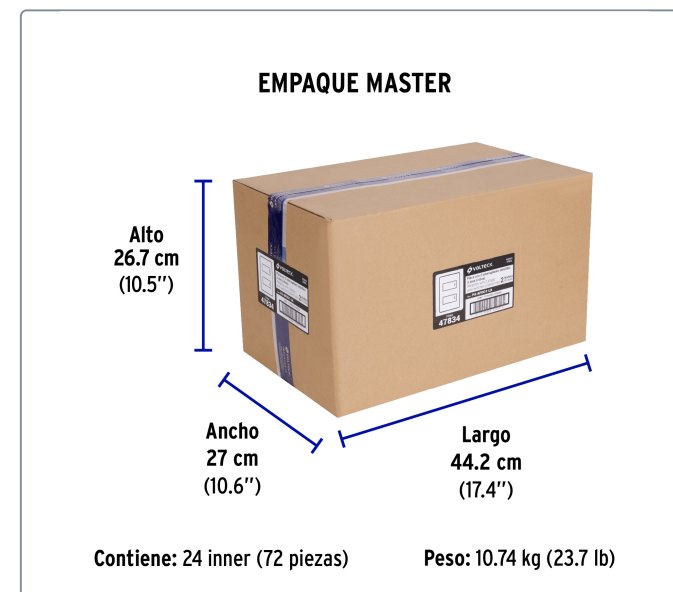 EMPAQUE MASTER
Alto
26.7 cm
(10.5’’)
VOLTECK
47834
VOLTECK
47834
Ancho
27 cm
(10.6’’)
Largo
44.2 cm
(17.4’’)
Contiene: 24 inner (72 piezas)
Peso: 10.74 kg (23.7 lb)